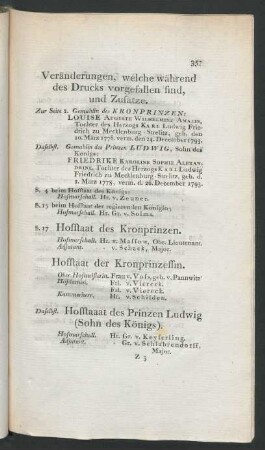 357
Veränderungen, welche während
des Drucks vorgefallen sind,
und Zusätze.
Zur Seite 2. Gemahlin des KRONPRINZEN:
LOUISE AUGUSTE WILHELMINE AMALIE,
Tochter des Herzogs KARL Ludwig Frie-
drich zu Mecklenburg-Strelitz, geb. den
10. März 1776. verm. den 24. December 1793.
Daselbst. Gemahlin des Prinzen LUDWIG, Sohn des
Königs:
FRIEDRIKE KAROLINE SOPHIE ALEXAN-
DRINE, Tochter des Herzogs KARL Ludwig
Friedrich zu Mecklenburg-Strelitz, geb. d.
2. März 1778. verm. d. 26. December 1793.
S. 4 beim Hofstaat des Königs:
Hofmarschall. Hr. v. Zenner.
S. 15 beim Hofstaat der regierenden Königin:
Hofmarschall. Hr. Gr. v. Solms.
S. 17 Hofstaat des Kronprinzen.
Hofmarschall. Hr. v. Massow, Obr. Lieutenant.
Adjutant. - v. Schack, Major.
Hofstaat der Kronprinzessin.
Obr. Hofmeisterin. Frau v. Voss, geb. v. Pannwitz
Hofdamen. Frl. v. Viereck.
Frl. v. Viereck.
Kammerherr. Hr. v. Schilden.
Daselbst. Hofstaaat des Prinzen Ludwig
(Sohn des Königs).
Hofmarschall. Hr. Gr. v. Kayserling.
Adjutant. - Gr. v. Schlabrendorff,
Major.
Z 3